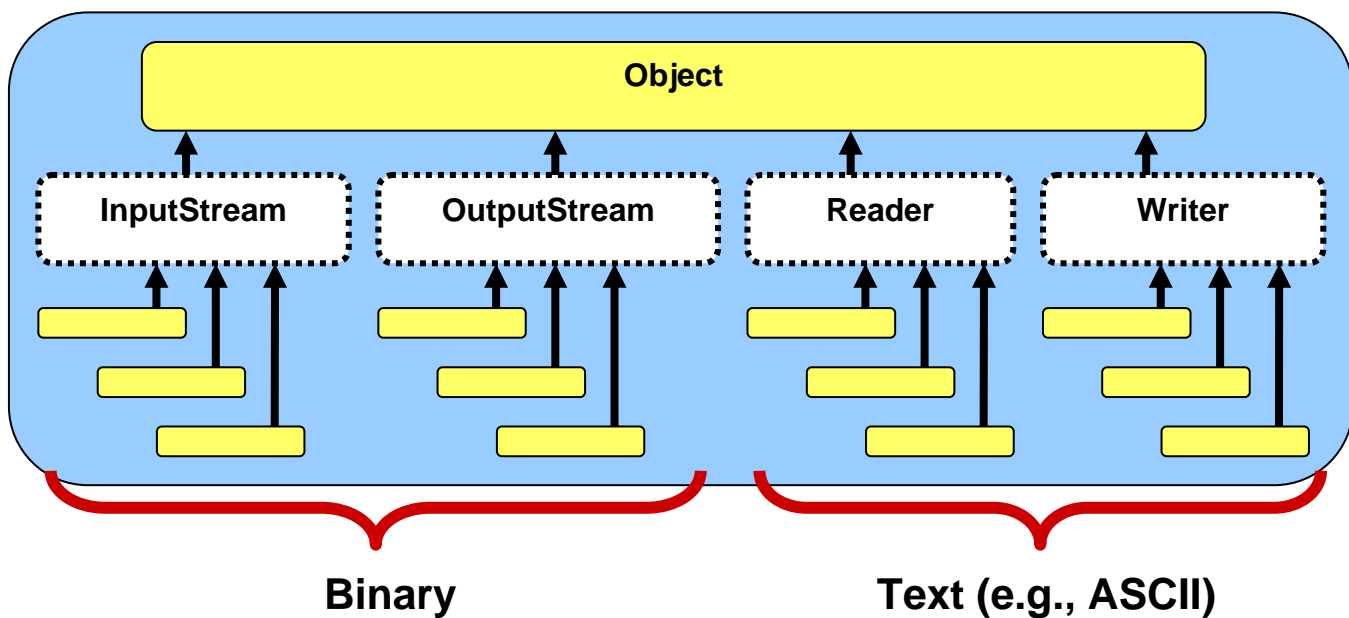 Object
InputStream
OutputStream
Reader
Writer
Binary
Text (e.g., ASCII)